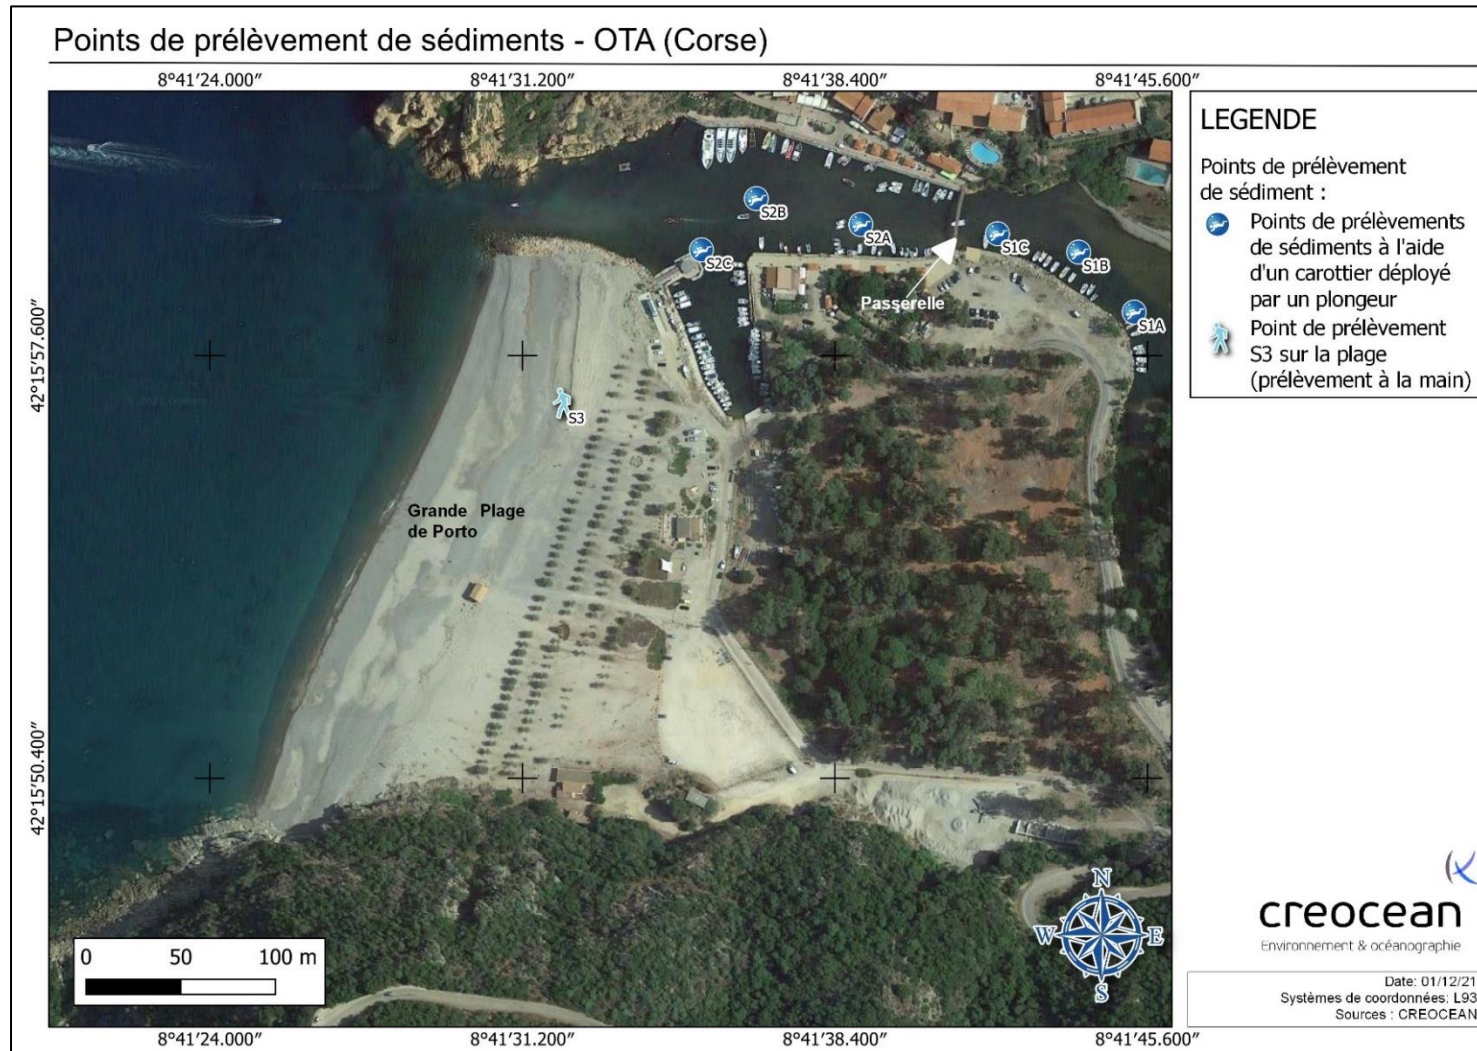 Points de prélèvement de sédiments - OTA (Corse)
8°41′24.000″ 8°41′31.200″ 8°41′38.400″ 8°41′45.600″
LEGENDE
Points de prélèvement
de sédiment :
Points de prélèvements
de sédiments à l'aide
d'un carottier déployé
par un plongeur
Point de prélèvement
S3 sur la plage
(prélèvement à la main)
S2B
S2A
S2C
S1C
S1B
S1A
Passerelle
42°15′57.600″
S3
Grande Plage
de Porto
42°15′50.400″
N
W E
S
0 50 100 m
creocean
Environnement & océanographie
Date: 01/12/21
Systèmes de coordonnées: L93
Sources : CREOCEAN
8°41′24.000″ 8°41′31.200″ 8°41′38.400″ 8°41′45.600″